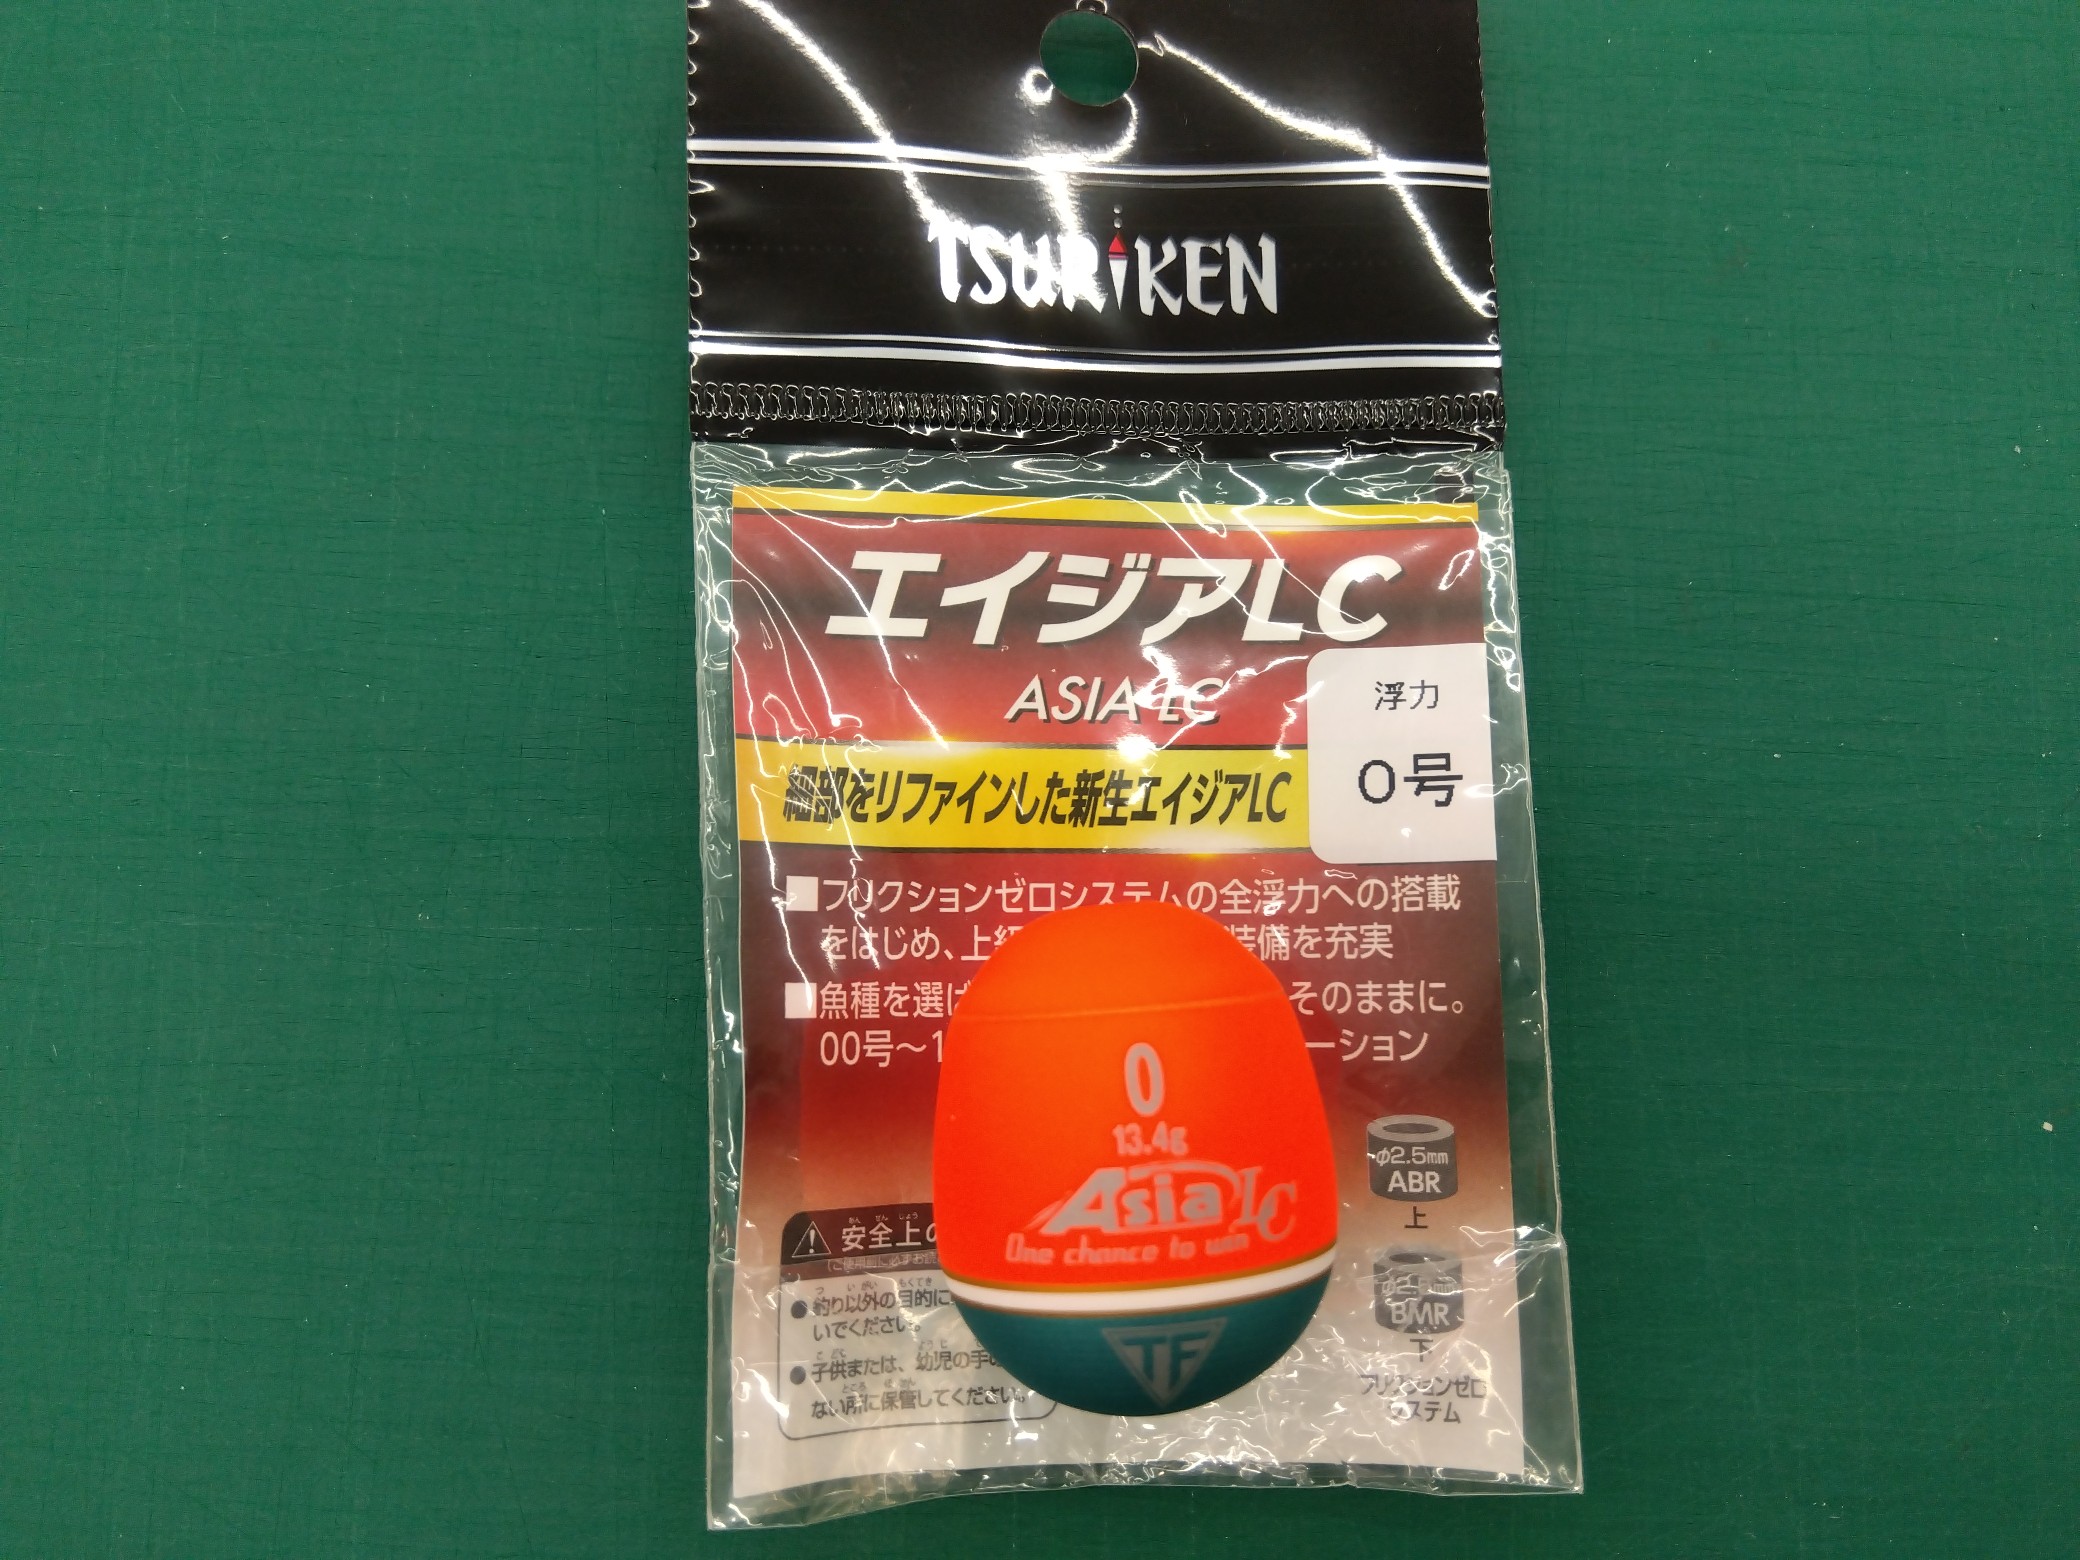 TSURiKEN
エイジアLC
ASIA LC
浮力
0号
細部をリファインした新生エイジアLC
■フリクションゼロシステムの全浮力への搭載
をはじめ、上 装備を充実
■魚種を選ば そのままに。
00号〜1 ーション
0
13.4g
Asia LC
One chance to win
TF
φ2.5mm
ABR
上
φ2.5mm
BMR
下
フリクションゼロ
システム
安全上の
●釣り以外の目的に
いでください。
●子供または、幼児の手の
ない所に保管してください。